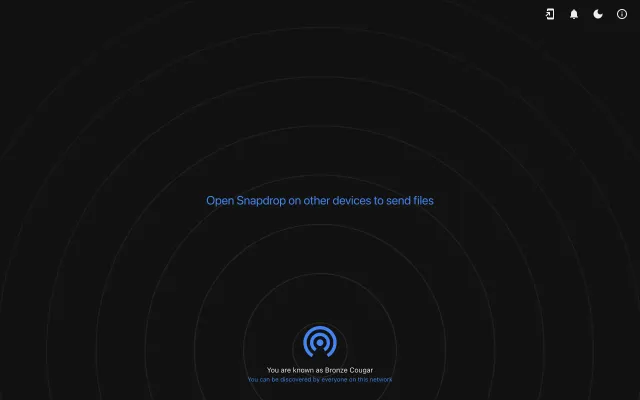 Open Snapdrop on other devices to send files
You are known as Bronze Cougar
You can be discovered by everyone on this network